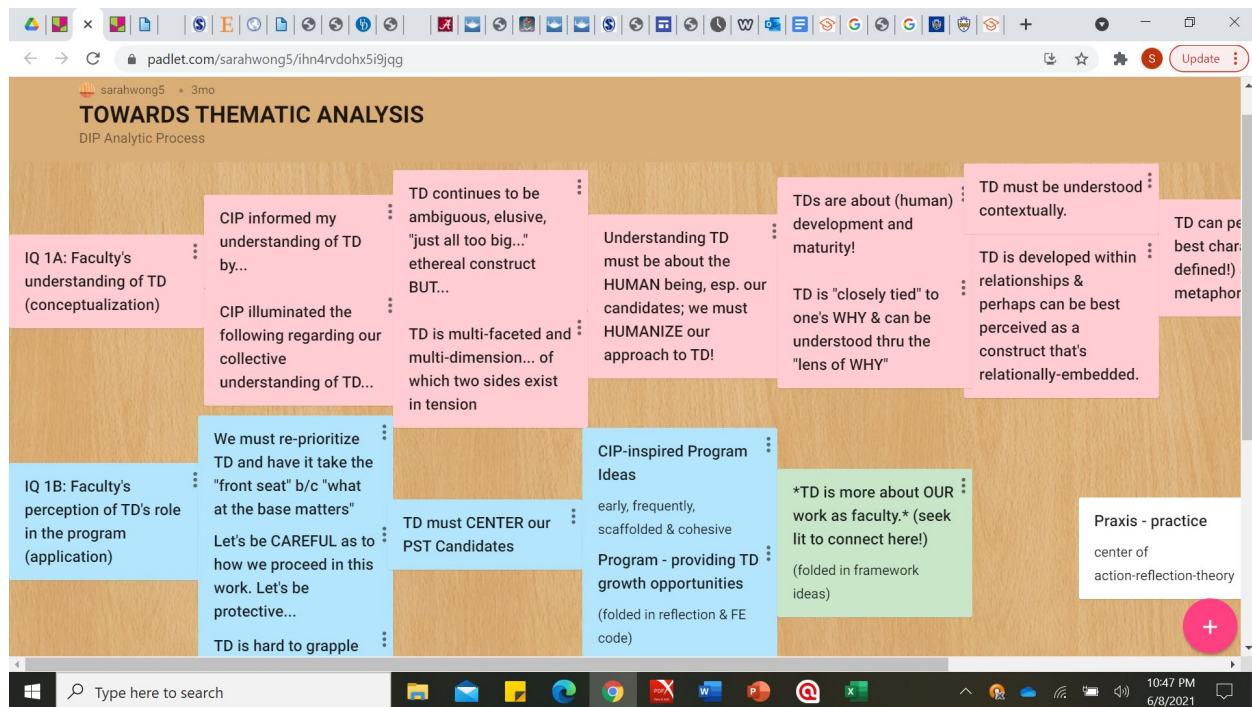 padlet.com/sarahwong5/ihn4rvdohx5i9jqg
S
Update
sarahwong5 • 3mo
TOWARDS THEMATIC ANALYSIS
DIP Analytic Process
IQ 1A: Faculty's
understanding of TD
(conceptualization)
CIP informed my
understanding of TD
by...
CIP illuminated the
following regarding our
collective
understanding of TD...
TD continues to be
ambiguous, elusive,
"just all too big..."
ethereal construct
BUT...
TD is multi-faceted and
multi-dimension... of
which two sides exist
in tension
Understanding TD
must be about the
HUMAN being, esp. our
candidates; we must
HUMANIZE our
approach to TD!
TDs are about (human)
development and
maturity!
TD is "closely tied" to
one's WHY & can be
understood thru the
"lens of WHY"
TD must be understood
contextually.
TD is developed within
relationships &
perhaps can be best
perceived as a
construct that's
relationally-embedded.
TD can pe
best char
defined!)
metaphor
IQ 1B: Faculty's
perception of TD's role
in the program
(application)
We must re-prioritize
TD and have it take the
"front seat" b/c "what
at the base matters"
Let's be CAREFUL as to
how we proceed in this
work. Let's be
protective...
TD is hard to grapple
TD must CENTER our
PST Candidates
CIP-inspired Program
Ideas
early, frequently,
scaffolded & cohesive
Program - providing TD
growth opportunities
(folded in reflection & FE
code)
*TD is more about OUR
work as faculty.* (seek
lit to connect here!)
(folded in framework
ideas)
Praxis - practice
center of
action-reflection-theory
+
Type here to search
10:47 PM
6/8/2021